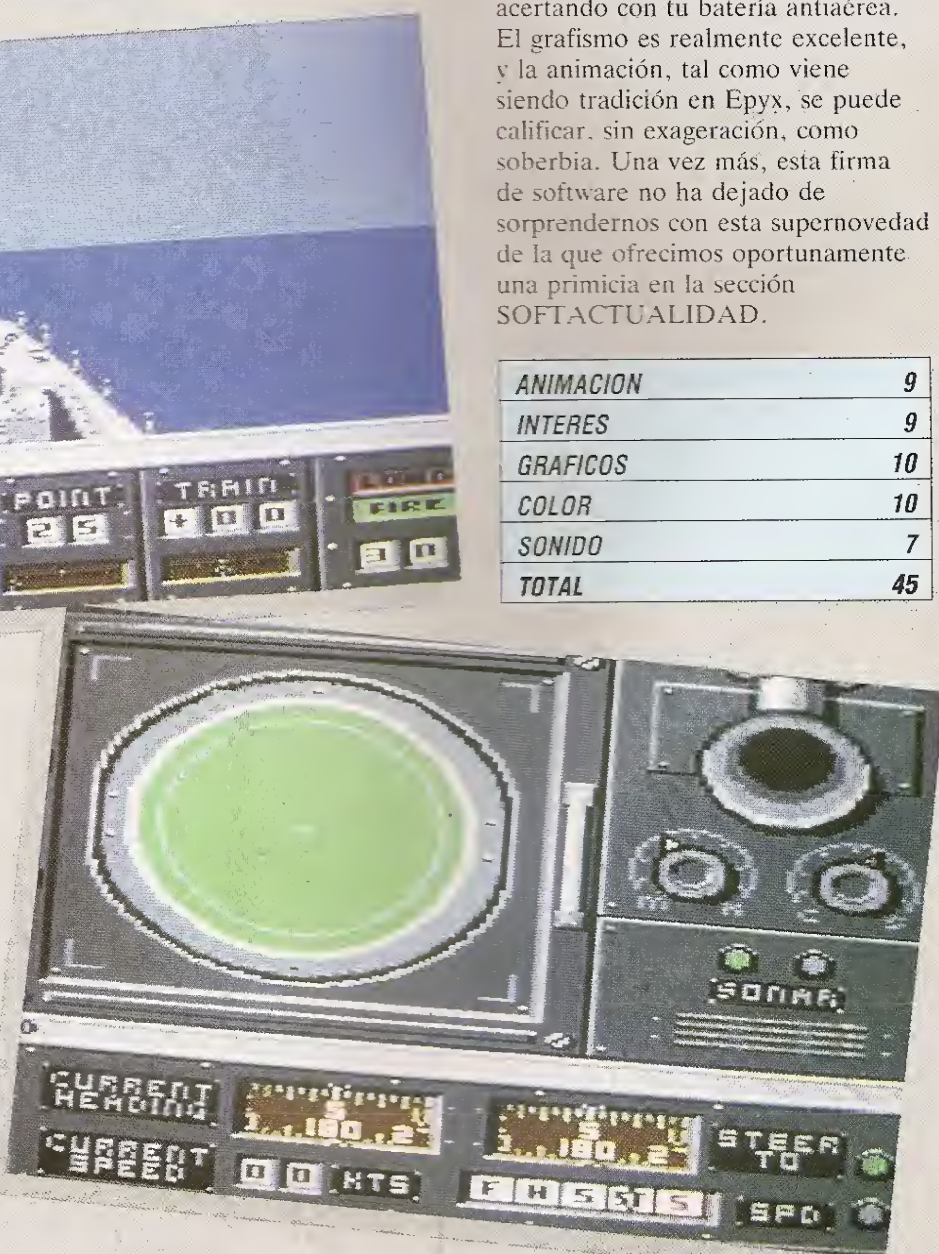 acertando con tu batería antiaérea.
El grafismo es realmente excelente,
y la animación, tal como viene
siendo tradición en Epyx, se puede
calificar, sin exageración, como
soberbia. Una vez más, esta firma
de software no ha dejado de
sorprendernos con esta supernovedad
de la que ofrecimos oportunamente
una primicia en la sección
SOFTACTUALIDAD.
ANIMACION 9
INTERES 9
GRAFICOS 10
COLOR 10
SONIDO 7
TOTAL 45
POINT TRAIN LOAD
25 +00 FIRE
30
SONAR
CURRENT HEADING
S
180
S
180
STEER TO
CURRENT SPEED
00 KTS
SPD